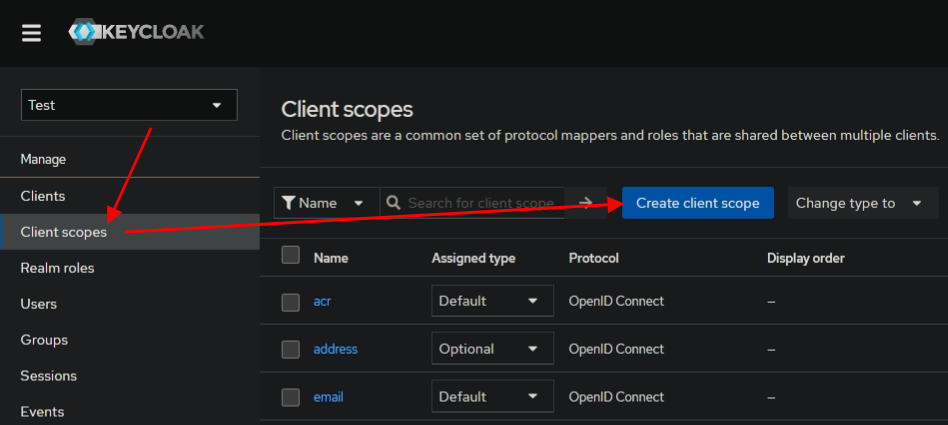 KEYCLOAK
Test
Manage
Clients
Client scopes
Realm roles
Users
Groups
Sessions
Events
Client scopes
Client scopes are a common set of protocol mappers and roles that are shared between multiple clients.
Name Search for client scope Create client scope Change type to
Name Assigned type Protocol Display order
acr Default OpenID Connect –
address Optional OpenID Connect –
email Default OpenID Connect –